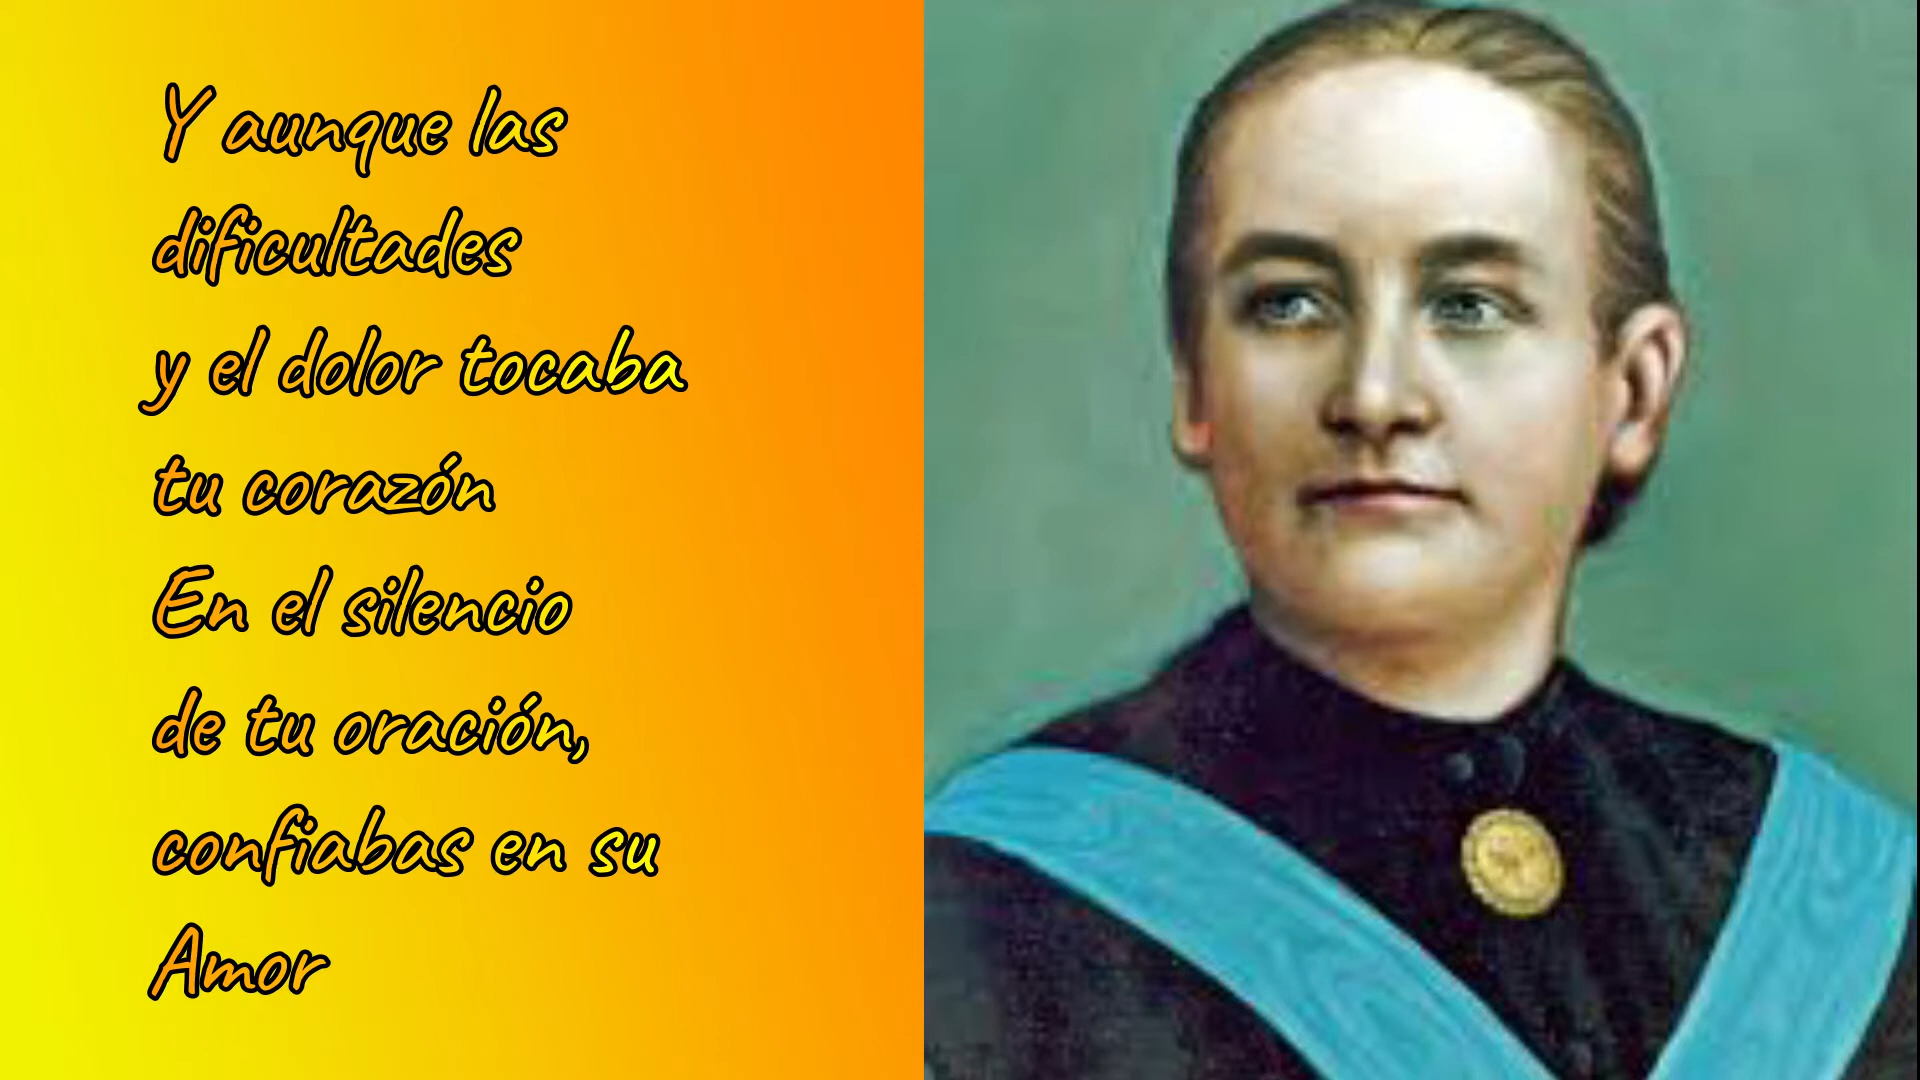 Y aunque las
dificultades
y el dolor tocaba
tu corazón
En el silencio
de tu oración,
confiabas en su
Amor